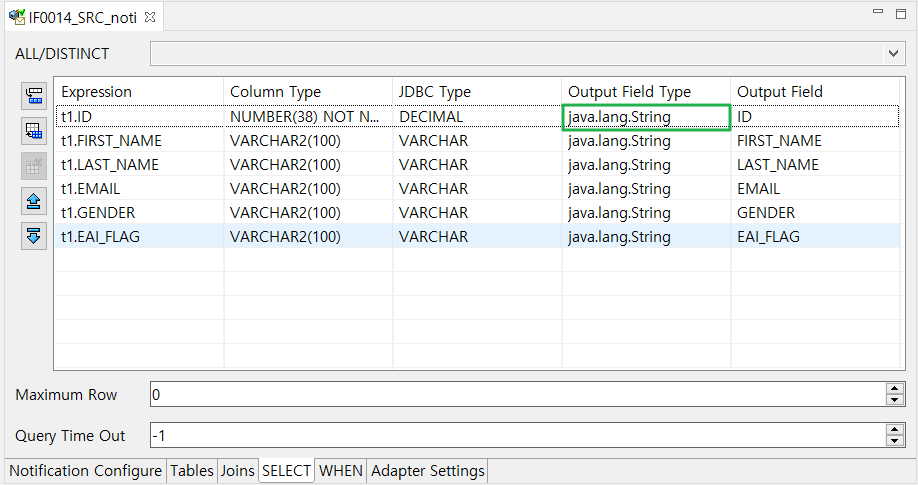 IF0014_SRC_noti
ALL/DISTINCT
Expression Column Type JDBC Type Output Field Type Output Field
t1.ID NUMBER(38) NOT N... DECIMAL java.lang.String ID
t1.FIRST_NAME VARCHAR2(100) VARCHAR java.lang.String FIRST_NAME
t1.LAST_NAME VARCHAR2(100) VARCHAR java.lang.String LAST_NAME
t1.EMAIL VARCHAR2(100) VARCHAR java.lang.String EMAIL
t1.GENDER VARCHAR2(100) VARCHAR java.lang.String GENDER
t1.EAI_FLAG VARCHAR2(100) VARCHAR java.lang.String EAI_FLAG
Maximum Row 0
Query Time Out -1
Notification Configure Tables Joins SELECT WHEN Adapter Settings